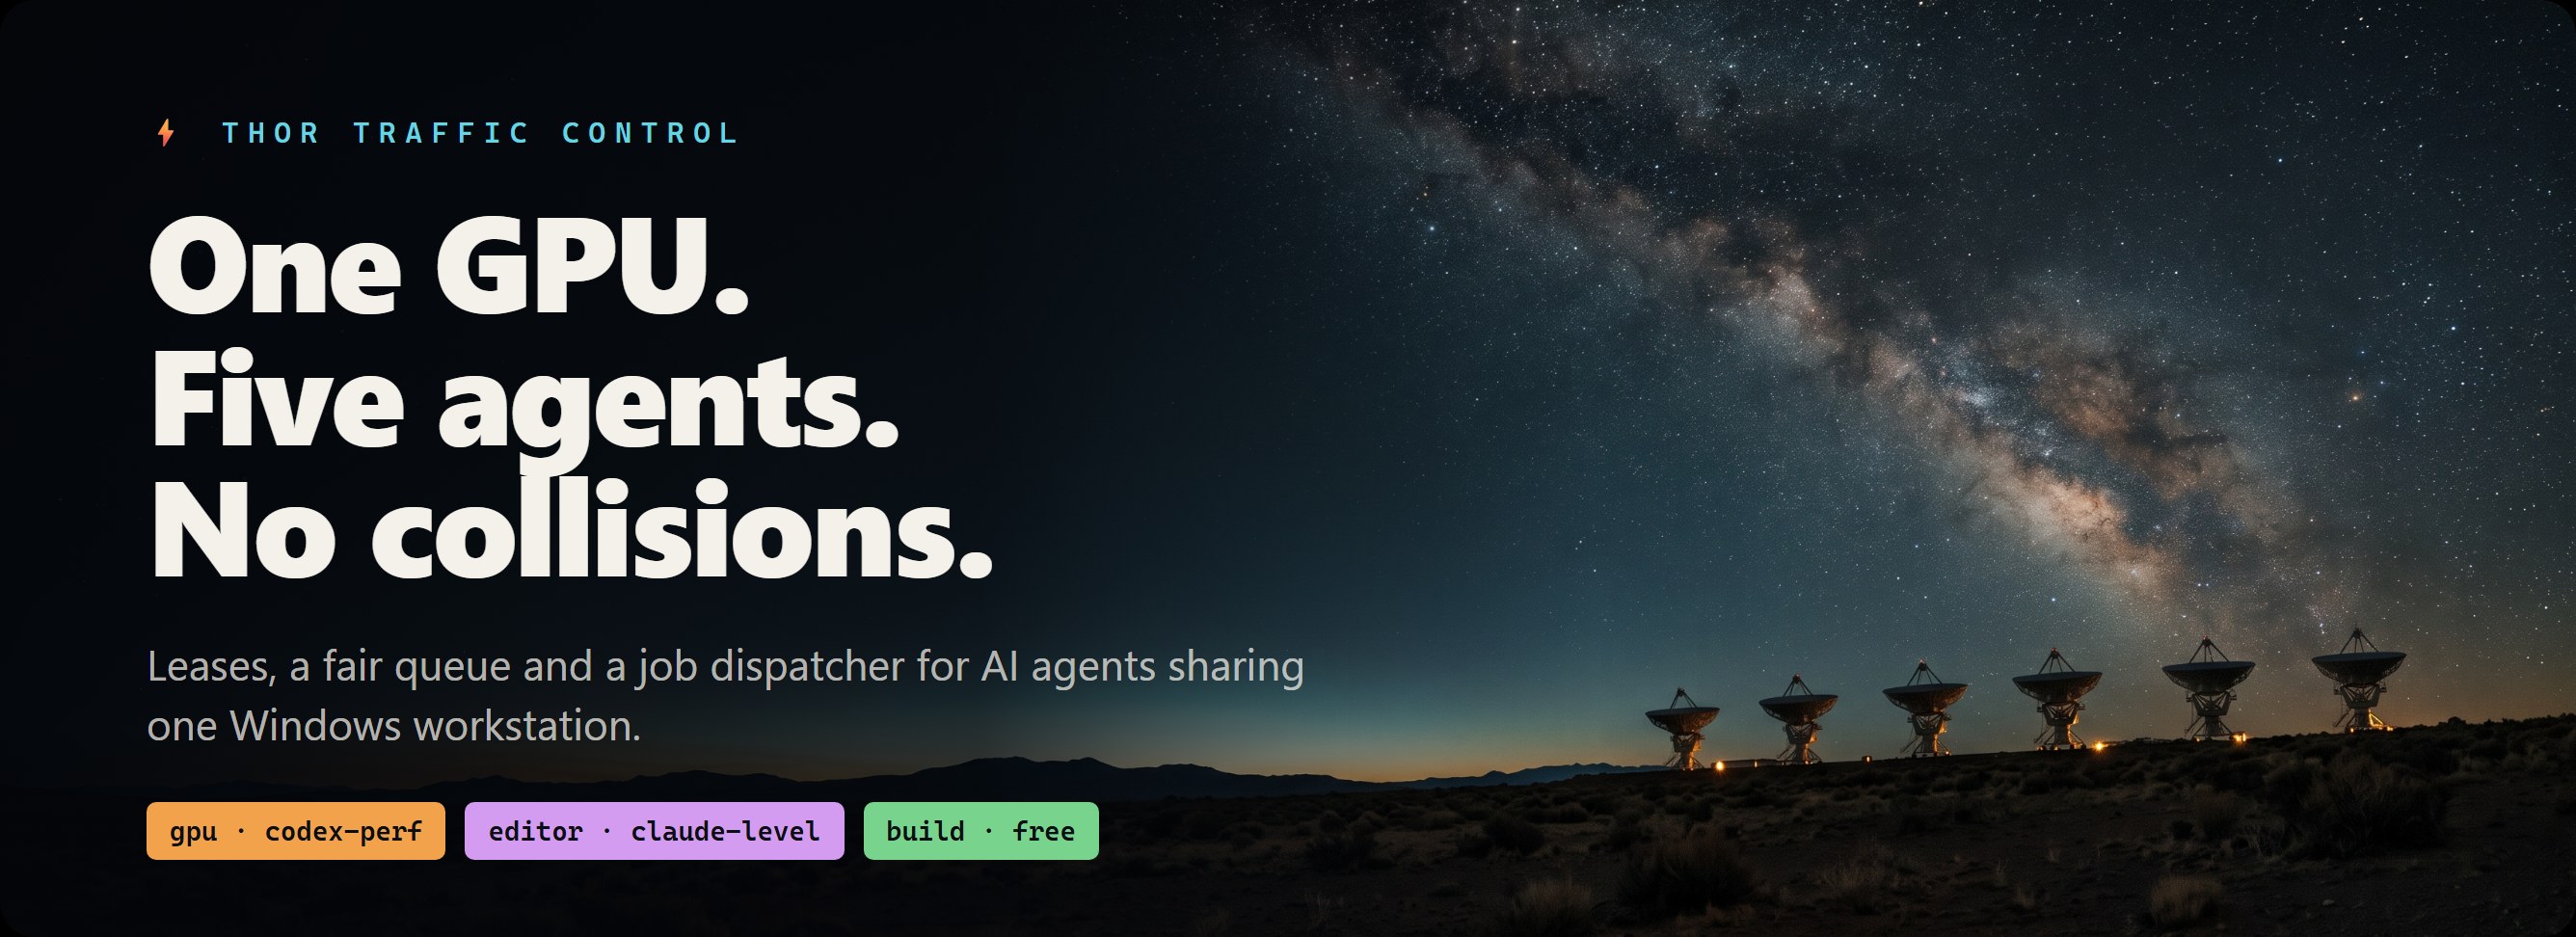 THOR TRAFFIC CONTROL
One GPU.
Five agents.
No collisions.
Leases, a fair queue and a job dispatcher for AI agents sharing
one Windows workstation.
gpu · codex-perf
editor · claude-level
build · free